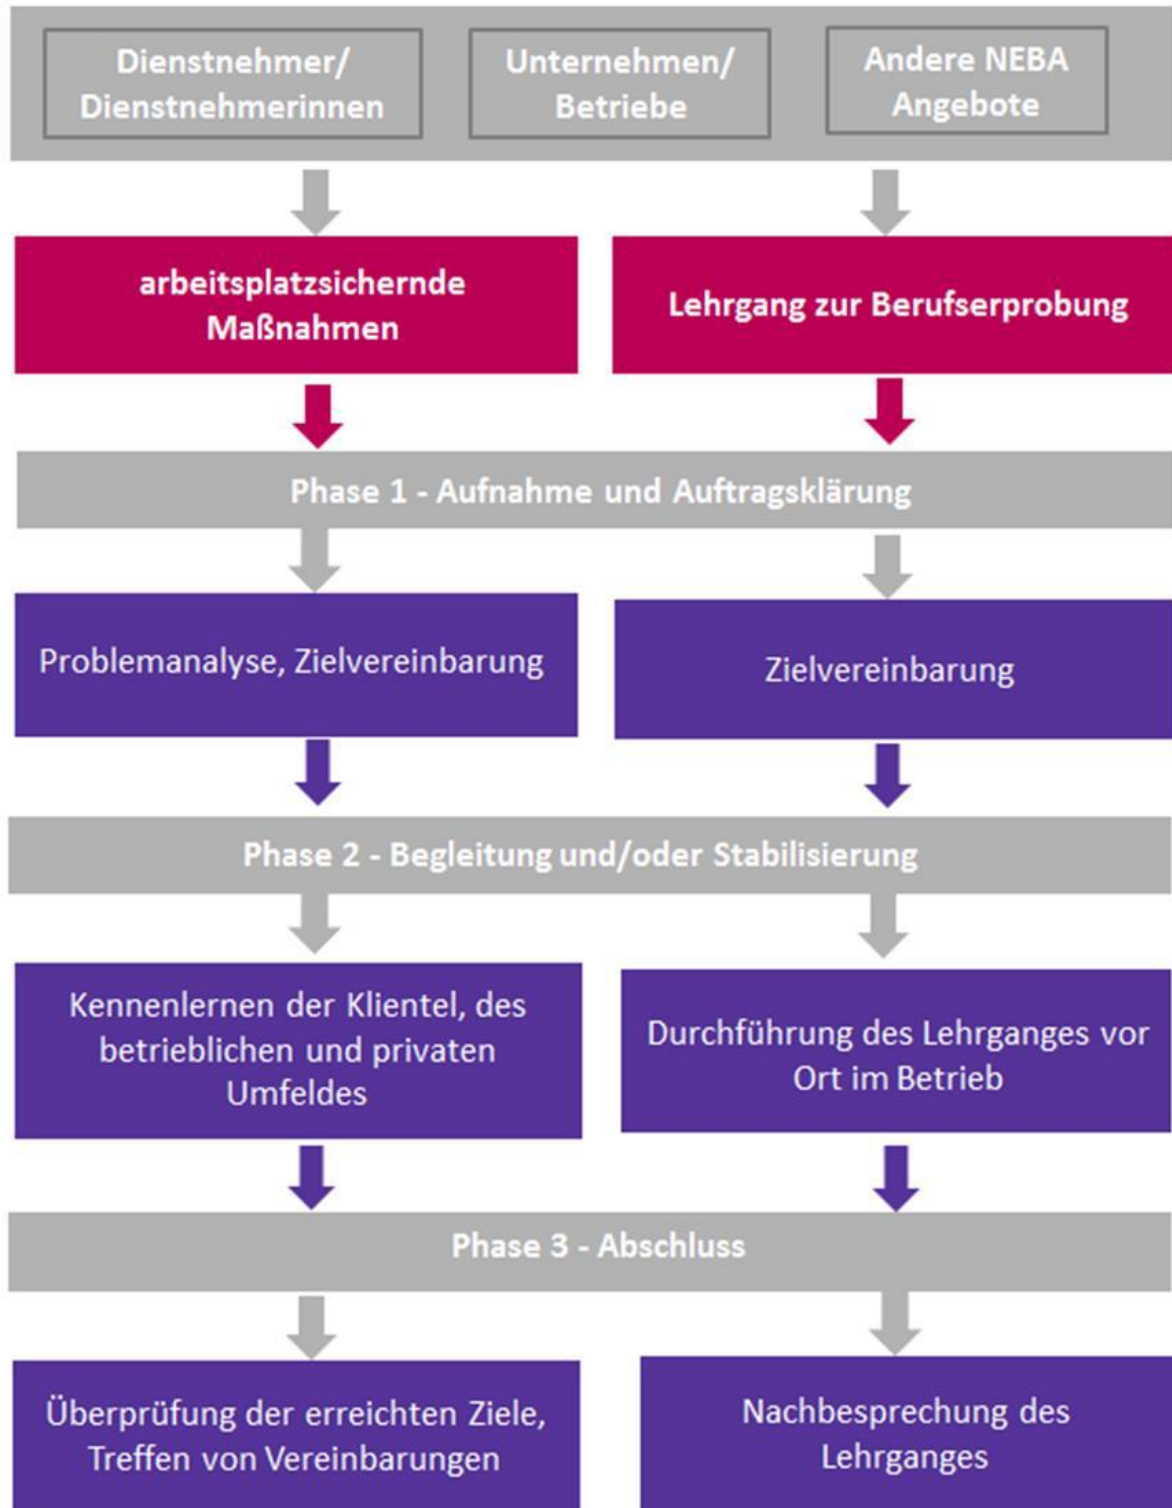 Dienstnehmer/
Dienstnehmerinnen
Unternehmen/
Betriebe
Andere NEBA
Angebote
arbeitsplatzsichernde
Maßnahmen
Lehrgang zur Berufserprobung
Phase 1 - Aufnahme und Auftragsklärung
Problemanalyse, Zielvereinbarung
Zielvereinbarung
Phase 2 - Begleitung und/oder Stabilisierung
Kennenlernen der Klientel, des
betrieblichen und privaten
Umfeldes
Durchführung des Lehrganges vor
Ort im Betrieb
Phase 3 - Abschluss
Überprüfung der erreichten Ziele,
Treffen von Vereinbarungen
Nachbesprechung des
Lehrganges